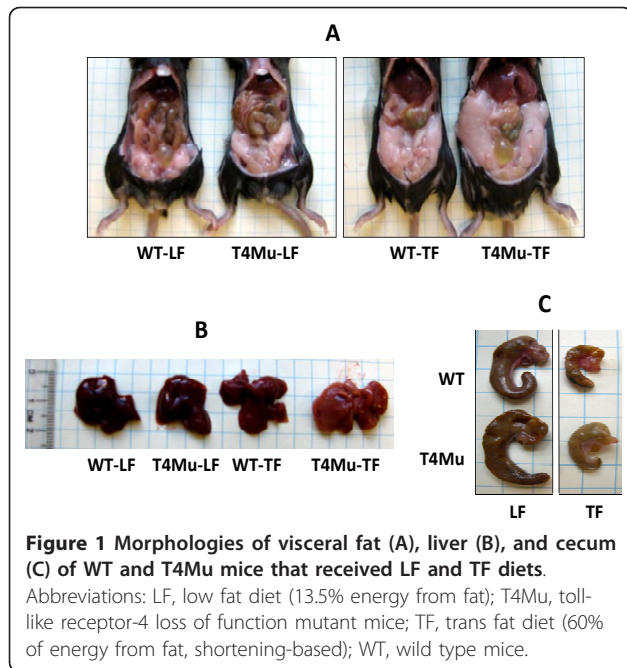 A
WT-LF T4Mu-LF WT-TF T4Mu-TF
B
WT-LF T4Mu-LF WT-TF T4Mu-TF
C
WT
T4Mu
LF TF
Figure 1 Morphologies of visceral fat (A), liver (B), and cecum
(C) of WT and T4Mu mice that received LF and TF diets.
Abbreviations: LF, low fat diet (13.5% energy from fat); T4Mu, toll-
like receptor-4 loss of function mutant mice; TF, trans fat diet (60%
of energy from fat, shortening-based); WT, wild type mice.